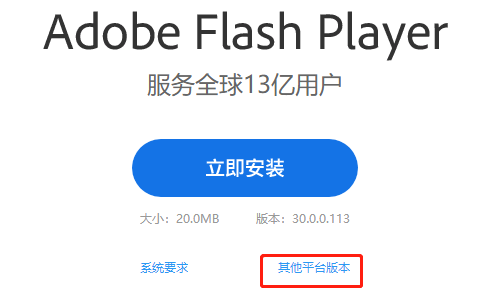 Adobe Flash Player
服务全球13亿用户
立即安装
大小：20.0MB 版本：30.0.0.113
系统要求 其他平台版本